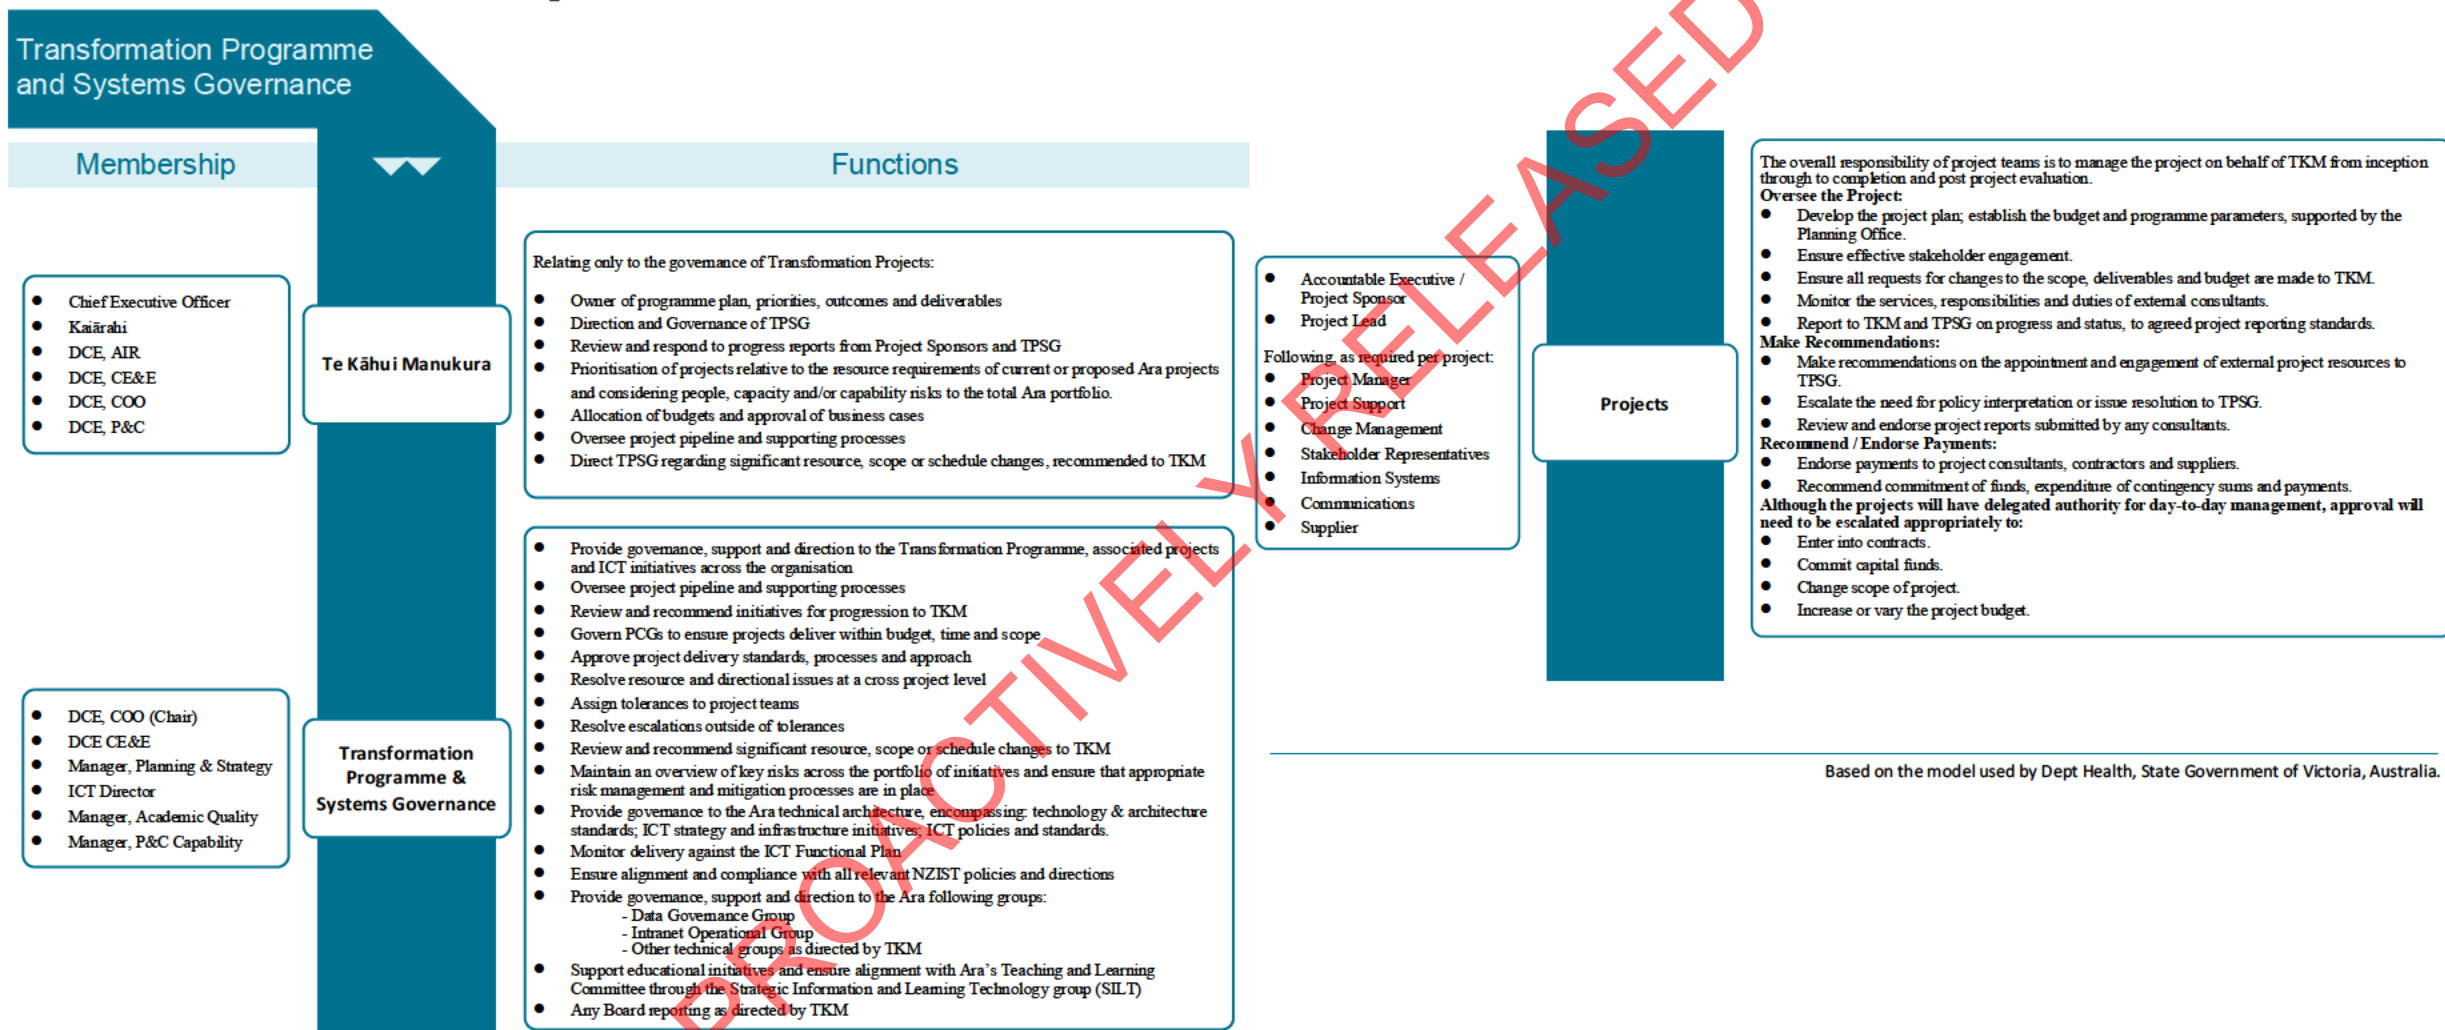 Transformation Programme
and Systems Governance
Membership
Functions
● Chief Executive Officer
● Kaiārahi
● DCE, AIR
● DCE, CE&E
● DCE, COO
● DCE, P&C
Te Kāhui Manukura
Relating only to the governance of Transformation Projects:
● Owner of programme plan, priorities, outcomes and deliverables
● Direction and Governance of TPSG
● Review and respond to progress reports from Project Sponsors and TPSG
● Prioritisation of projects relative to the resource requirements of current or proposed Ara projects
and considering people, capacity and/or capability risks to the total Ara portfolio.
● Allocation of budgets and approval of business cases
● Oversee project pipeline and supporting processes
● Direct TPSG regarding significant resource, scope or schedule changes, recommended to TKM
● DCE, COO (Chair)
● DCE CE&E
● Manager, Planning & Strategy
● ICT Director
● Manager, Academic Quality
● Manager, P&C Capability
Transformation
Programme &
Systems Governance
● Provide governance, support and direction to the Transformation Programme, associated projects
and ICT initiatives across the organisation
● Oversee project pipeline and supporting processes
● Review and recommend initiatives for progression to TKM
● Govern PCGs to ensure projects deliver within budget, time and scope
● Approve project delivery standards, processes and approach
● Resolve resource and directional issues at a cross project level
● Assign tolerances to project teams
● Resolve escalations outside of tolerances
● Review and recommend significant resource, scope or schedule changes to TKM
● Maintain an overview of key risks across the portfolio of initiatives and ensure that appropriate
risk management and mitigation processes are in place
● Provide governance to the Ara technical architecture, encompassing: technology & architecture
standards; ICT strategy and infrastructure initiatives; ICT policies and standards.
● Monitor delivery against the ICT Functional Plan
● Ensure alignment and compliance with all relevant NZIST policies and directions
● Provide governance, support and direction to the Ara following groups:
- Data Governance Group
- Intranet Operational Group
- Other technical groups as directed by TKM
● Support educational initiatives and ensure alignment with Ara's Teaching and Learning
Committee through the Strategic Information and Learning Technology group (SILT)
● Any Board reporting as directed by TKM
● Accountable Executive /
Project Sponsor
● Project Lead
Following, as required per project:
● Project Manager
● Project Support
● Change Management
● Stakeholder Representatives
● Information Systems
● Communications
● Supplier
Projects
The overall responsibility of project teams is to manage the project on behalf of TKM from inception
through to completion and post project evaluation.
Oversee the Project:
● Develop the project plan; establish the budget and programme parameters, supported by the
Planning Office.
● Ensure effective stakeholder engagement.
● Ensure all requests for changes to the scope, deliverables and budget are made to TKM.
● Monitor the services, responsibilities and duties of external consultants.
● Report to TKM and TPSG on progress and status, to agreed project reporting standards.
Make Recommendations:
● Make recommendations on the appointment and engagement of external project resources to
TPSG.
● Escalate the need for policy interpretation or issue resolution to TPSG.
● Review and endorse project reports submitted by any consultants.
Recommend / Endorse Payments:
● Endorse payments to project consultants, contractors and suppliers.
● Recommend commitment of funds, expenditure of contingency sums and payments.
Although the projects will have delegated authority for day-to-day management, approval will
need to be escalated appropriately to:
● Enter into contracts.
● Commit capital funds.
● Change scope of project.
● Increase or vary the project budget.
Based on the model used by Dept Health, State Government of Victoria, Australia.
PROACTIVELY RELEASED